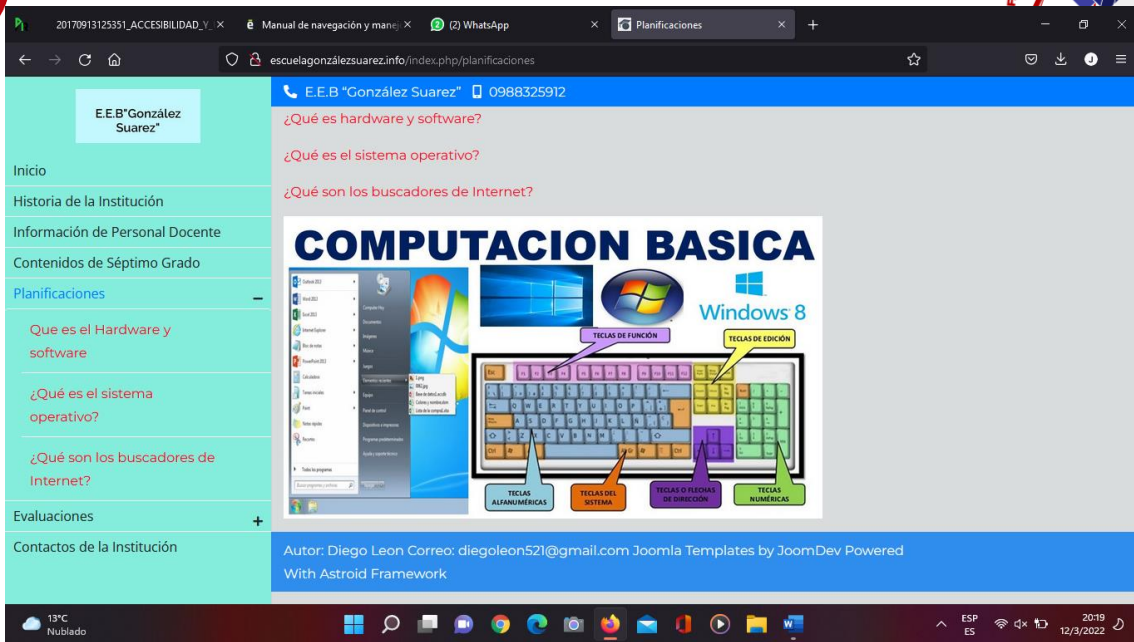 20170913125351_ACCESIBILIDAD_Y_
Manual de navegación y manej
(2) WhatsApp
Planificaciones
escuelagonzálezsuarez.info/index.php/planificaciones
E.E.B"González
Suarez"
Inicio
Historia de la Institución
Información de Personal Docente
Contenidos de Séptimo Grado
Planificaciones
Que es el Hardware y
software
¿Qué es el sistema
operativo?
¿Qué son los buscadores de
Internet?
Evaluaciones
Contactos de la Institución
E.E.B “González Suarez” 0988325912
¿Qué es hardware y software?
¿Qué es el sistema operativo?
¿Qué son los buscadores de Internet?
COMPUTACION BASICA
Windows 8
TECLAS DE FUNCIÓN
TECLAS DE EDICIÓN
TECLAS
ALFANUMÉRICAS
TECLAS DEL
SISTEMA
TECLAS O FLECHAS
DE DIRECCIÓN
TECLAS
NUMÉRICAS
Autor: Diego Leon Correo: diegoleon521@gmail.com Joomla Templates by JoomDev Powered
With Astroid Framework
13°C
Nublado
ESP
ES
20:19
12/3/2022